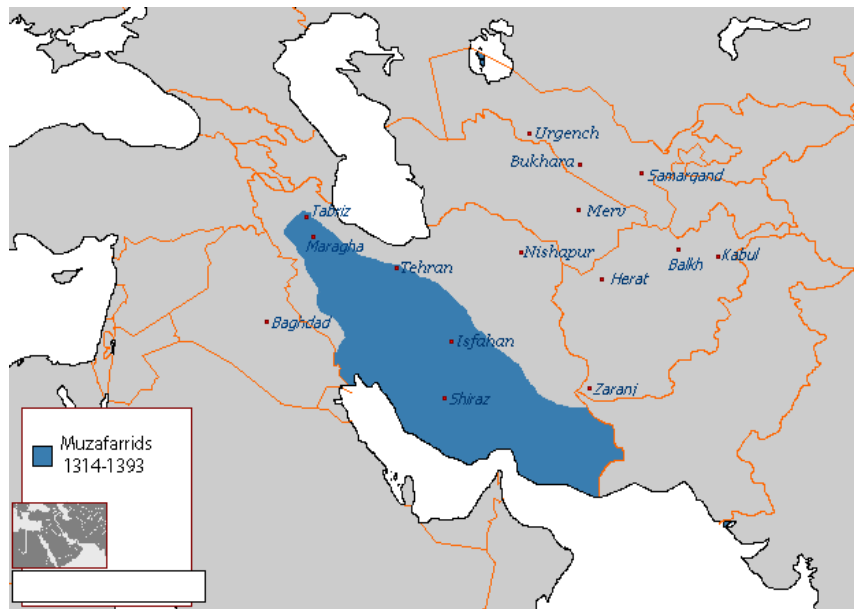 Urgench
Bukhara
Samarqand
Tabriz
Merv
Maragha
Nishapur
Tehran
Balkh
Kabul
Herat
Baghdad
Isfahan
Zaranj
Shiraz
Muzafarrids
1314-1393